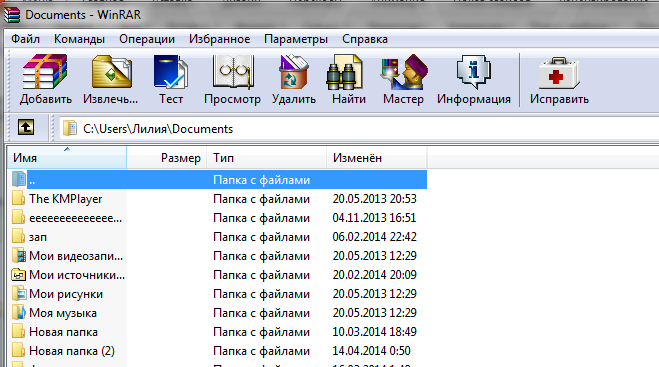 Documents - WinRAR
Файл Команды Операции Избранное Параметры Справка
Добавить Извлечь... Тест Просмотр Удалить Найти Мастер Информация Исправить
C:\Users\Лилия\Documents
Имя Размер Тип Изменён
.. Папка с файлами
The KMPlayer Папка с файлами 20.05.2013 20:53
eeeeeeeeeeeeeee... Папка с файлами 04.11.2013 16:51
зап Папка с файлами 06.02.2014 22:42
Мои видеозапи... Папка с файлами 20.05.2013 12:29
Мои источники... Папка с файлами 20.02.2014 20:09
Мои рисунки Папка с файлами 20.05.2013 12:29
Моя музыка Папка с файлами 20.05.2013 12:29
Новая папка Папка с файлами 10.03.2014 18:49
Новая папка (2) Папка с файлами 14.04.2014 0:50